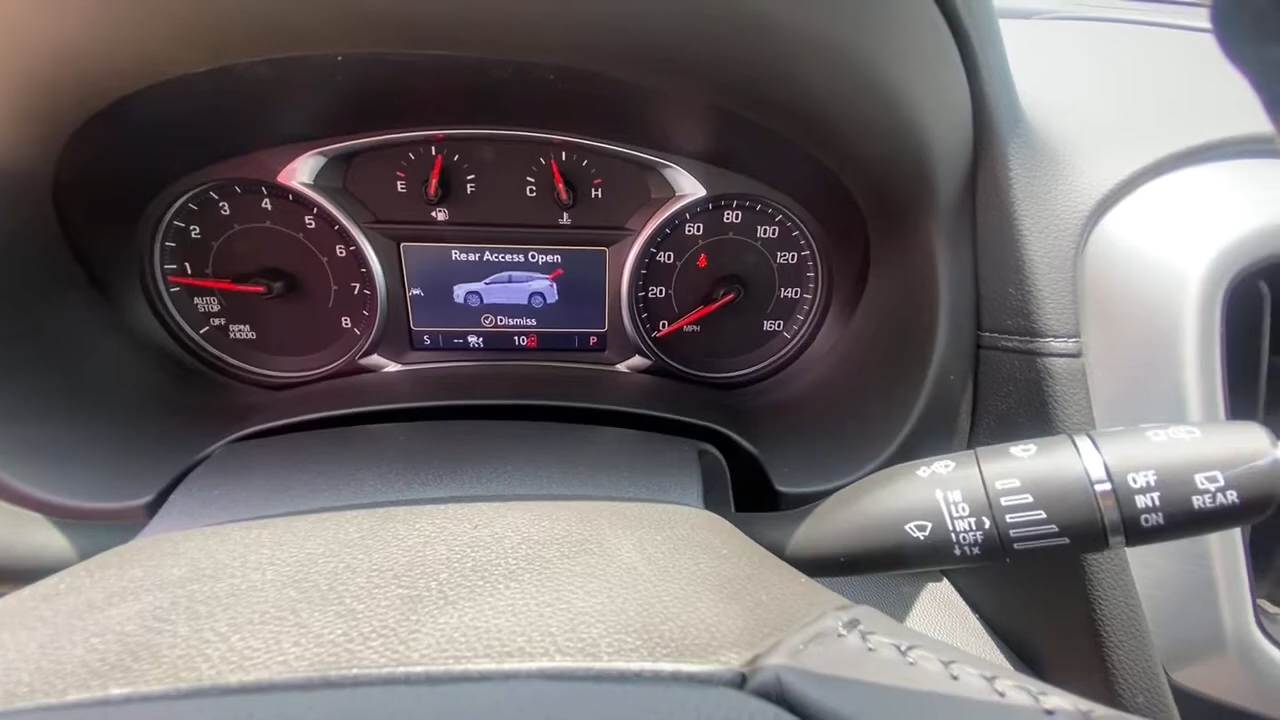 E F
C H
1 2 3 4 5 6 7 8
AUTO
STOP
OFF
RPM
X1000
Rear Access Open
Dismiss
S -- 10 P
0 20 40 60 80 100 120 140 160
MPH
HI
LO
INT
OFF
1x
OFF
INT
ON
REAR